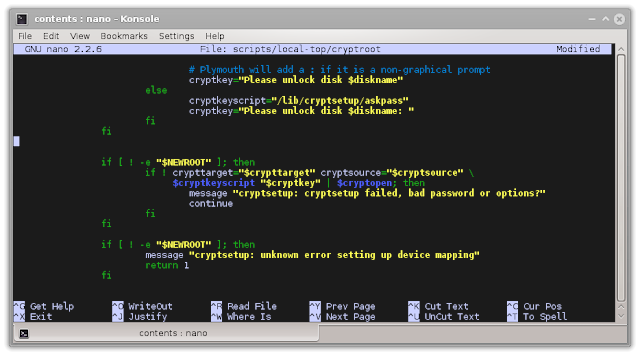 contents : nano – Konsole
File Edit View Bookmarks Settings Help
GNU nano 2.2.6 File: scripts/local-top/cryptroot Modified
# Plymouth will add a : if it is a non-graphical prompt
cryptkey="Please unlock disk $diskname"
else
cryptkeyscript="/lib/cryptsetup/askpass"
cryptkey="Please unlock disk $diskname: "
fi
fi
if [ ! -e "$NEWROOT" ]; then
if ! crypttarget="$crypttarget" cryptsource="$cryptsource" \
$cryptkeyscript "$cryptkey" | $cryptopen; then
message "cryptsetup: cryptsetup failed, bad password or options?"
continue
fi
fi
if [ ! -e "$NEWROOT" ]; then
message "cryptsetup: unknown error setting up device mapping"
return 1
fi
^G Get Help ^O WriteOut ^R Read File ^Y Prev Page ^K Cut Text ^C Cur Pos
^X Exit ^J Justify ^W Where Is ^V Next Page ^U UnCut Text ^T To Spell
contents : nano